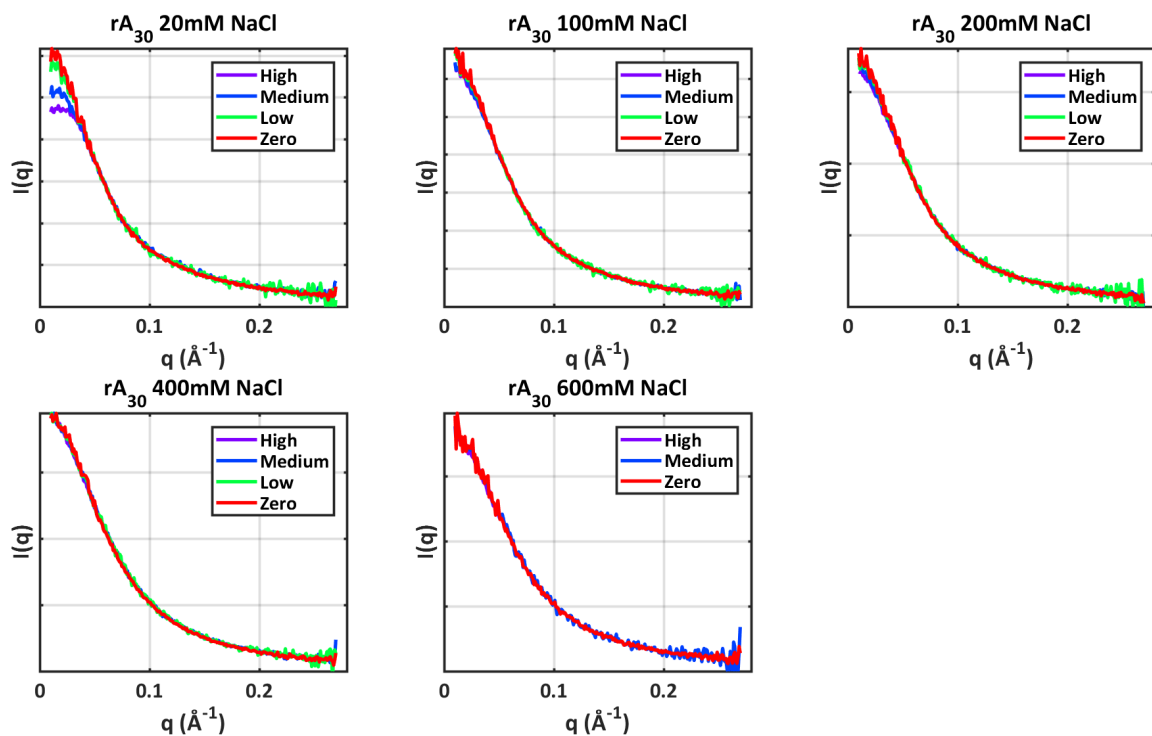 rA30 20mM NaCl
High
Medium
Low
Zero
I(q)
0 0.1 0.2
q (Å-1)
rA30 100mM NaCl
High
Medium
Low
Zero
I(q)
0 0.1 0.2
q (Å-1)
rA30 200mM NaCl
High
Medium
Low
Zero
I(q)
0 0.1 0.2
q (Å-1)
rA30 400mM NaCl
High
Medium
Low
Zero
I(q)
0 0.1 0.2
q (Å-1)
rA30 600mM NaCl
High
Medium
Zero
I(q)
0 0.1 0.2
q (Å-1)